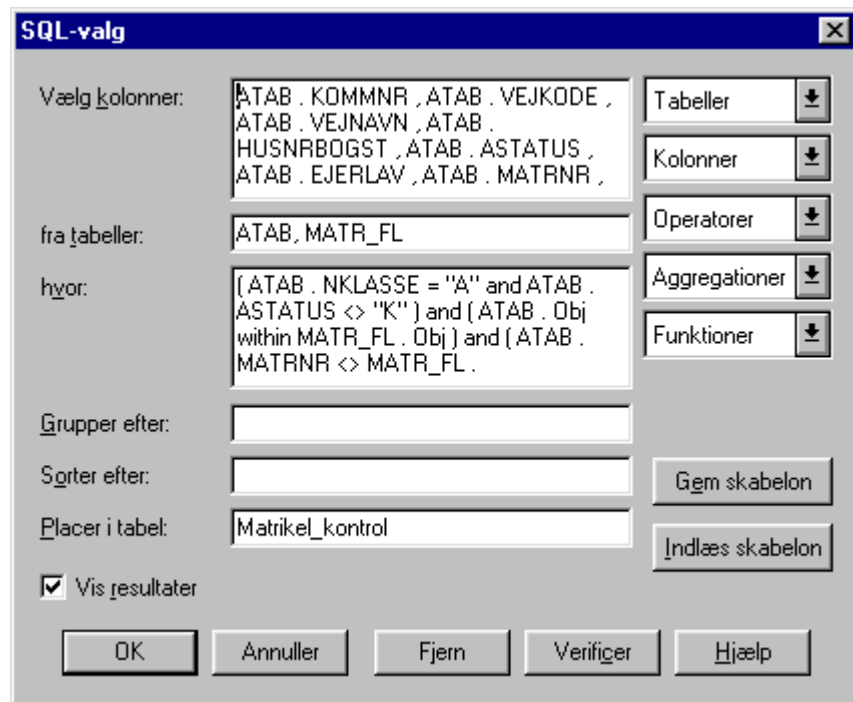 SQL-valg
Vælg kolonner:
ATAB . KOMMNR , ATAB . VEJKODE ,
ATAB . VEJNAVN , ATAB .
HUSNRBOGST , ATAB . ASTATUS ,
ATAB . EJERLAV , ATAB . MATRNR ,
Tabeller
Kolonner
fra tabeller:
ATAB, MATR_FL
Operatorer
hvor:
( ATAB . NKLASSE = "A" and ATAB .
ASTATUS <> "K" ) and ( ATAB . Obj
within MATR_FL . Obj ) and ( ATAB .
MATRNR <> MATR_FL .
Aggregationer
Funktioner
Grupper efter:
Sorter efter:
Gem skabelon
Placer i tabel:
Matrikel_kontrol
Indlæs skabelon
Vis resultater
OK
Annuller
Fjern
Verificer
Hjælp